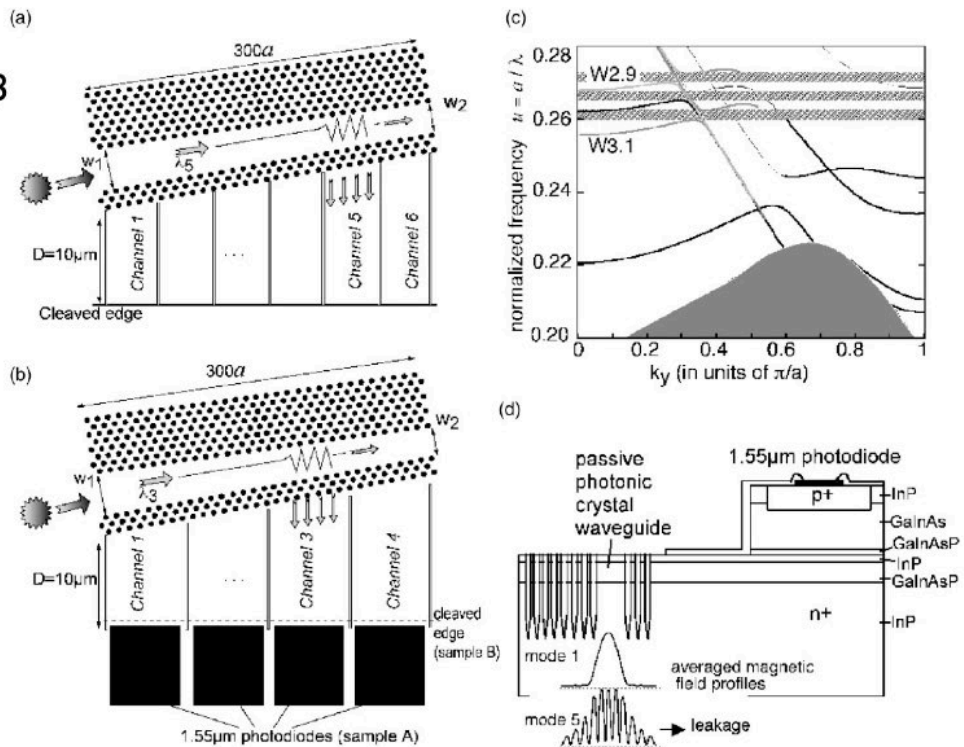 (a)
300a
w2
w1
λ5
D=10μm
Channel 1
...
Channel 5
Channel 6
Cleaved edge
(b)
300a
w2
w1
λ3
D=10μm
Channel 1
...
Channel 3
Channel 4
cleaved
edge
(sample B)
1.55μm photodiodes (sample A)
(c)
normalized frequency u = a / λ
0.28
0.26
0.24
0.22
0.20
W2.9
W3.1
0 0.2 0.4 0.6 0.8 1
ky (in units of π/a)
(d)
passive
photonic
crystal
waveguide
1.55μm photodiode
p+
InP
GaInAs
GaInAsP
InP
GaInAsP
n+
InP
mode 1
averaged magnetic
field profiles
mode 5
leakage